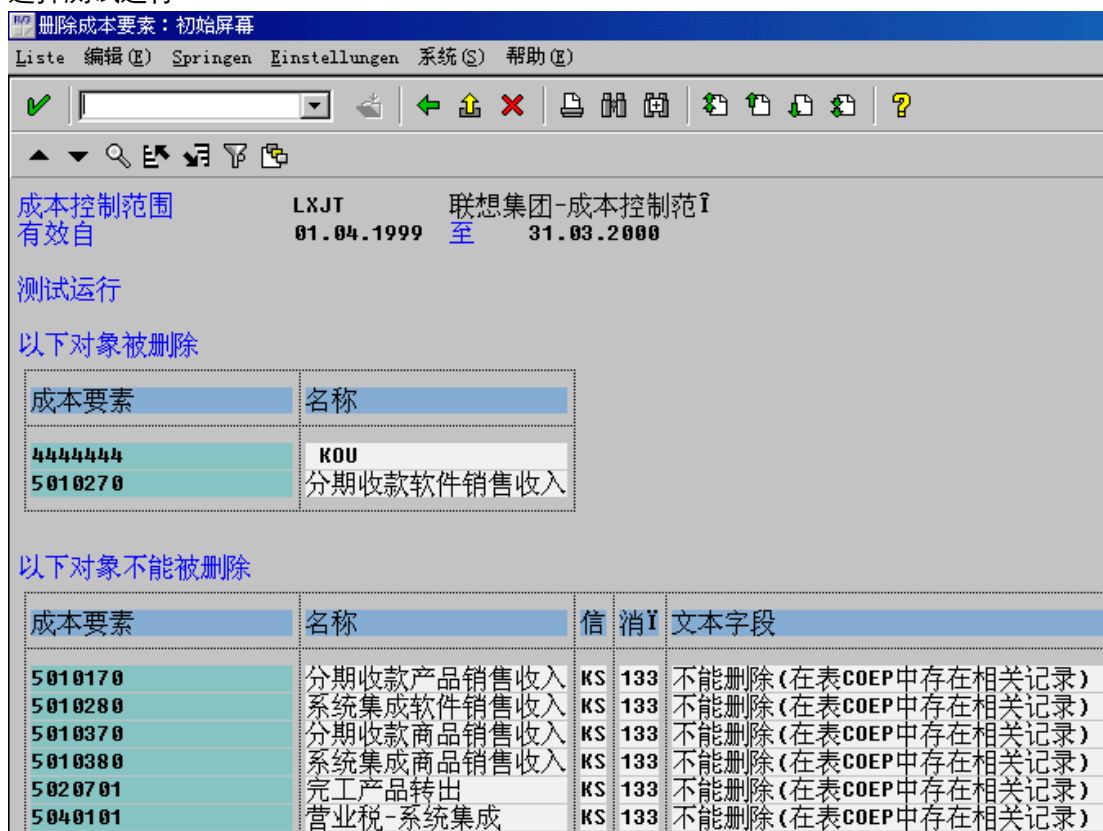 删除成本要素：初始屏幕
Liste 编辑(E) Springen Einstellungen 系统(S) 帮助(E)
成本控制范围 LXJT 联想集团-成本控制范Î
有效自 01.04.1999 至 31.03.2000
测试运行
以下对象被删除
成本要素 名称
4444444 KOU
5010270 分期收款软件销售收入
以下对象不能被删除
成本要素 名称 信 消Ï 文本字段
5010170 分期收款产品销售收入 KS 133 不能删除(在表COEP中存在相关记录)
5010280 系统集成软件销售收入 KS 133 不能删除(在表COEP中存在相关记录)
5010370 分期收款商品销售收入 KS 133 不能删除(在表COEP中存在相关记录)
5010380 系统集成商品销售收入 KS 133 不能删除(在表COEP中存在相关记录)
5020701 完工产品转出 KS 133 不能删除(在表COEP中存在相关记录)
5040101 营业税-系统集成 KS 133 不能删除(在表COEP中存在相关记录)